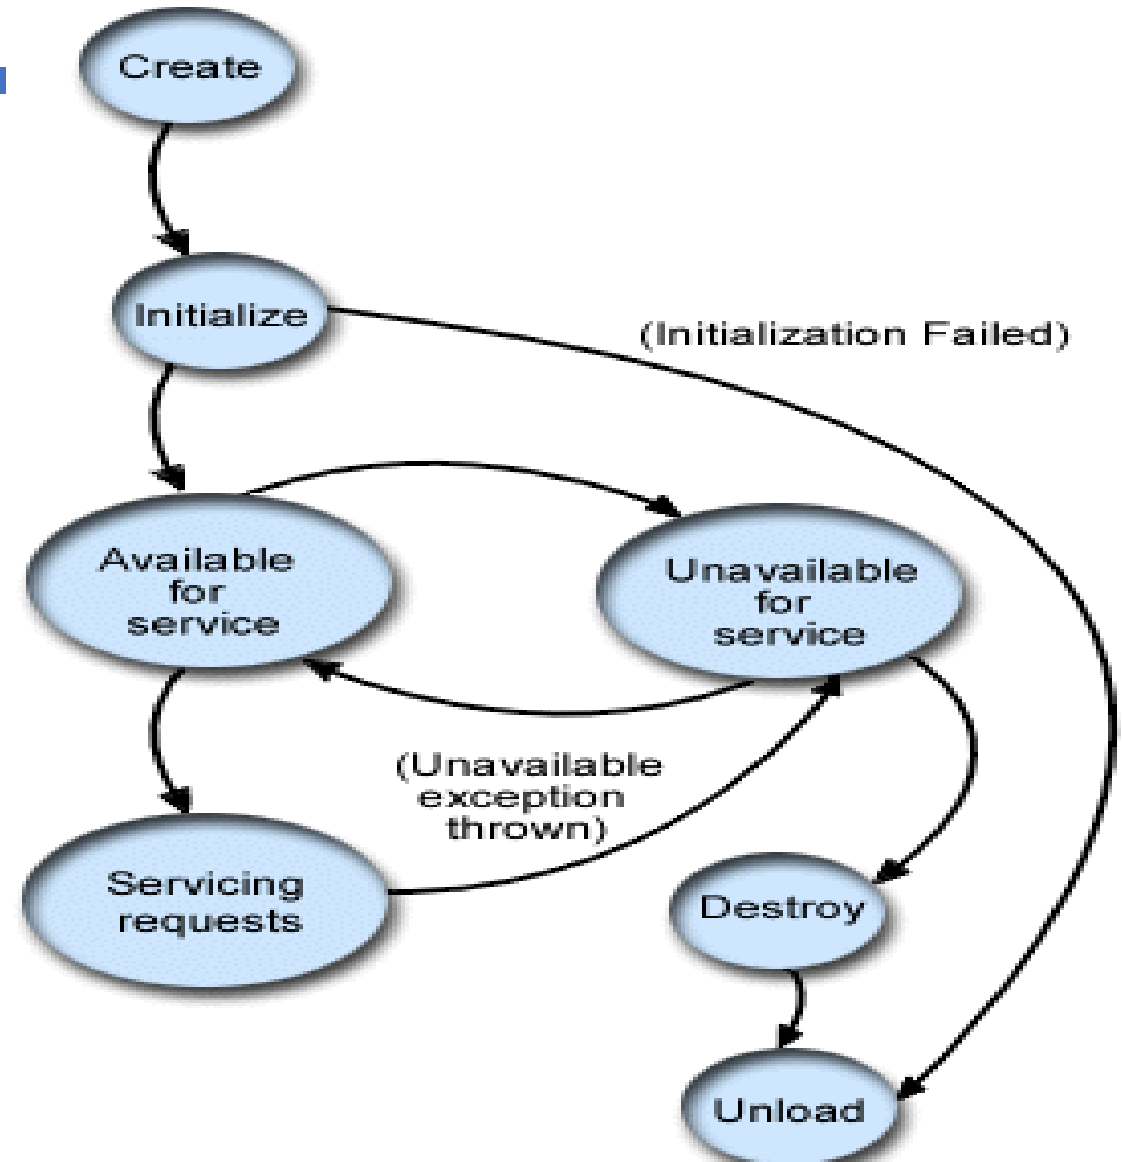 Create
Initialize
(Initialization Failed)
Available
for
service
Unavailable
for
service
(Unavailable
exception
thrown)
Servicing
requests
Destroy
Unload